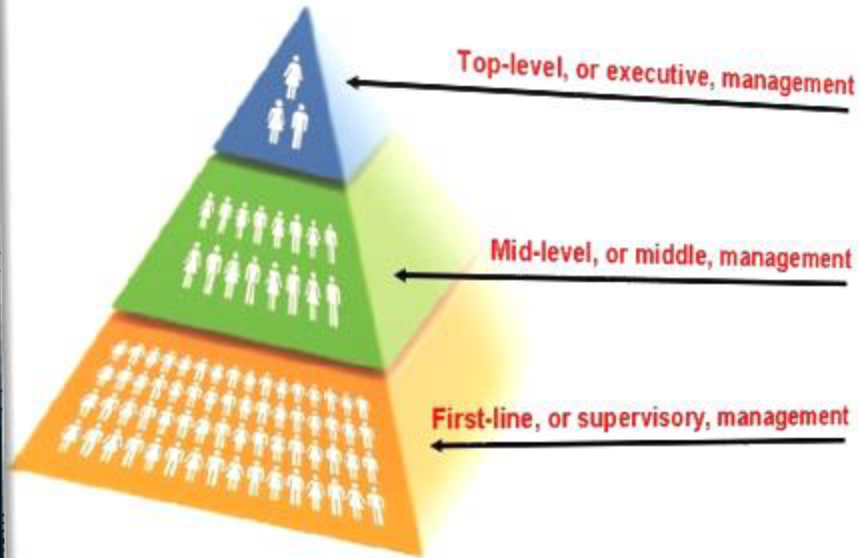 Top-level, or executive, management
Mid-level, or middle, management
First-line, or supervisory, management